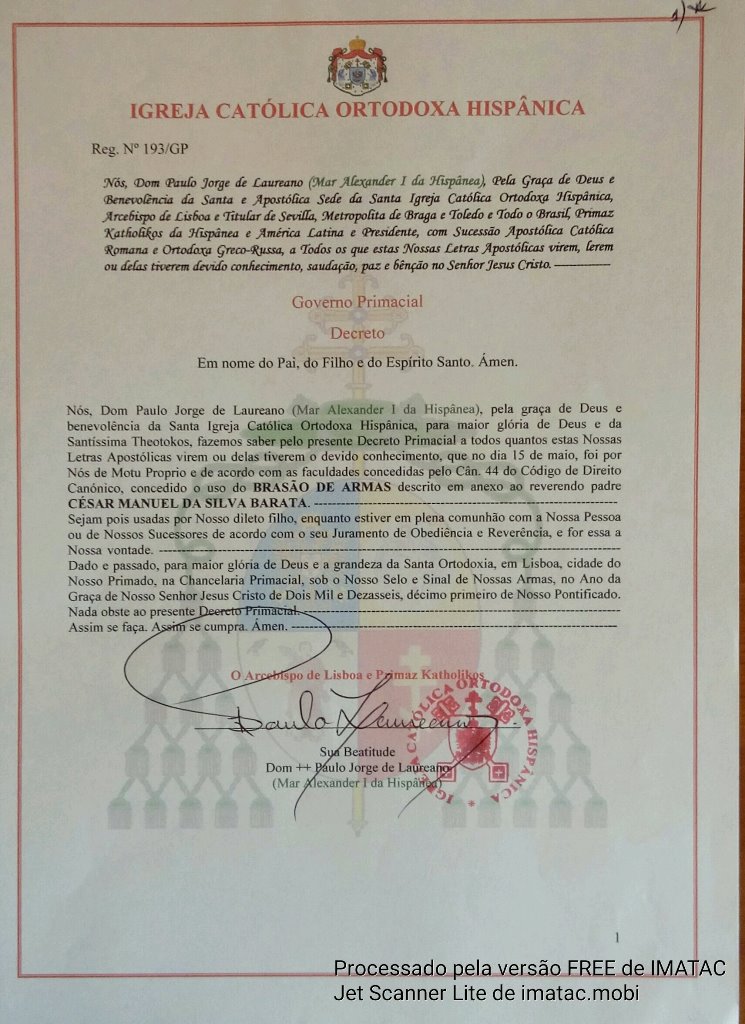 IGREJA CATÓLICA ORTODOXA HISPÂNICA
Reg. Nº 193/GP
Nós, Dom Paulo Jorge de Laureano (Mar Alexander I da Hispânea), Pela Graça de Deus e
Benevolência da Santa e Apostólica Sede da Santa Igreja Católica Ortodoxa Hispânica,
Arcebispo de Lisboa e Titular de Sevilla, Metropolita de Braga e Toledo e Todo o Brasil, Primaz
Katholikos da Hispânea e América Latina e Presidente, com Sucessão Apostólica Católica
Romana e Ortodoxa Greco-Russa, a Todos os que estas Nossas Letras Apostólicas virem, lerem
ou delas tiverem devido conhecimento, saudação, paz e bênção no Senhor Jesus Cristo. ---------------
Governo Primacial
Decreto
Em nome do Pai, do Filho e do Espírito Santo. Ámen.
Nós, Dom Paulo Jorge de Laureano (Mar Alexander I da Hispânea), pela graça de Deus e
benevolência da Santa Igreja Católica Ortodoxa Hispânica, para maior glória de Deus e da
Santíssima Theotokos, fazemos saber pelo presente Decreto Primacial a todos quantos estas Nossas
Letras Apostólicas virem ou delas tiverem o devido conhecimento, que no dia 15 de maio, foi por
Nós de Motu Proprio e de acordo com as faculdades concedidas pelo Cân. 44 do Código de Direito
Canónico, concedido o uso do BRASÃO DE ARMAS descrito em anexo ao reverendo padre
CÉSAR MANUEL DA SILVA BARATA. ----------------------------------------------------------
Sejam pois usadas por Nosso dileto filho, enquanto estiver em plena comunhão com a Nossa Pessoa
ou de Nossos Sucessores de acordo com o seu Juramento de Obediência e Reverência, e for essa a
Nossa vontade. ------------------------------------------------------------------------------------
Dado e passado, para maior glória de Deus e a grandeza da Santa Ortodoxia, em Lisboa, cidade do
Nosso Primado, na Chancelaria Primacial, sob o Nosso Selo e Sinal de Nossas Armas, no Ano da
Graça de Nosso Senhor Jesus Cristo de Dois Mil e Dezasseis, décimo primeiro de Nosso Pontificado.
Nada obste ao presente Decreto Primacial. ------------------------------------------------------------
Assim se faça. Assim se cumpra. Ámen. --------------------------------------------------------------
O Arcebispo de Lisboa e Primaz Katholikos
Paulo Laureano
IGREJA CATÓLICA ORTODOXA HISPÂNICA
Sua Beatitude
Dom ++ Paulo Jorge de Laureano
(Mar Alexander I da Hispânea)
1
Processado pela versão FREE de IMATAC
Jet Scanner Lite de imatac.mobi